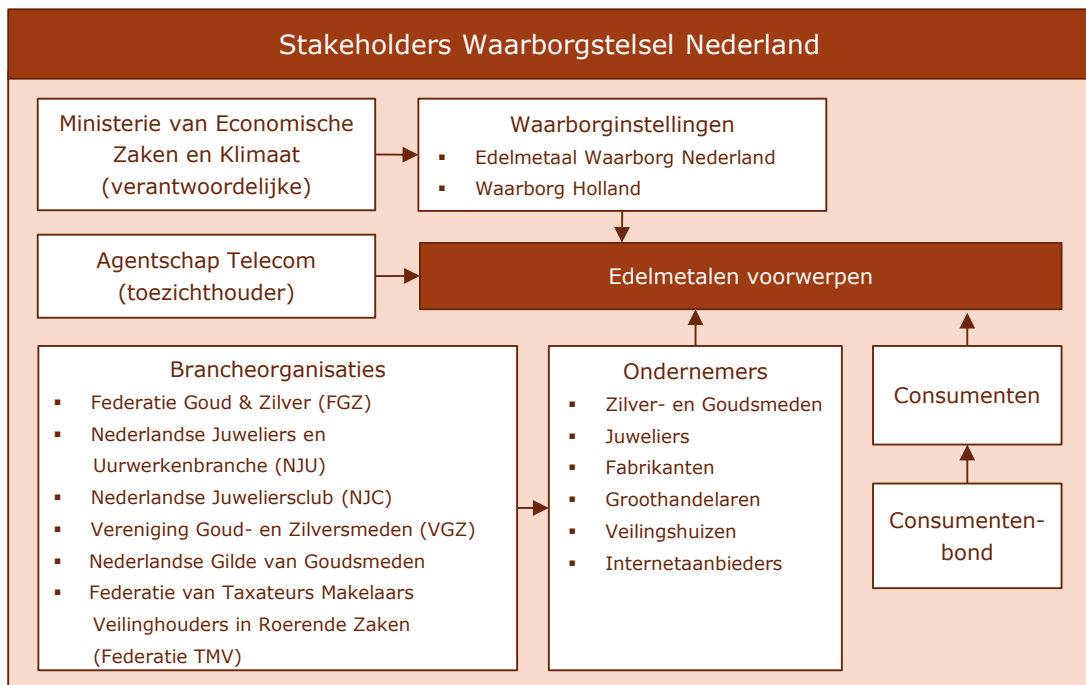 Stakeholders Waarborgstelsel Nederland
Ministerie van Economische
Zaken en Klimaat
(verantwoordelijke)
Waarborginstellingen
▪ Edelmetaal Waarborg Nederland
▪ Waarborg Holland
Agentschap Telecom
(toezichthouder)
Edelmetalen voorwerpen
Brancheorganisaties
▪ Federatie Goud & Zilver (FGZ)
▪ Nederlandse Juweliers en
Uurwerkenbranche (NJU)
▪ Nederlandse Juweliersclub (NJC)
▪ Vereniging Goud- en Zilversmeden (VGZ)
▪ Nederlandse Gilde van Goudsmeden
▪ Federatie van Taxateurs Makelaars
Veilinghouders in Roerende Zaken
(Federatie TMV)
Ondernemers
▪ Zilver- en Goudsmeden
▪ Juweliers
▪ Fabrikanten
▪ Groothandelaren
▪ Veilingshuizen
▪ Internetaanbieders
Consumenten
Consumenten-
bond